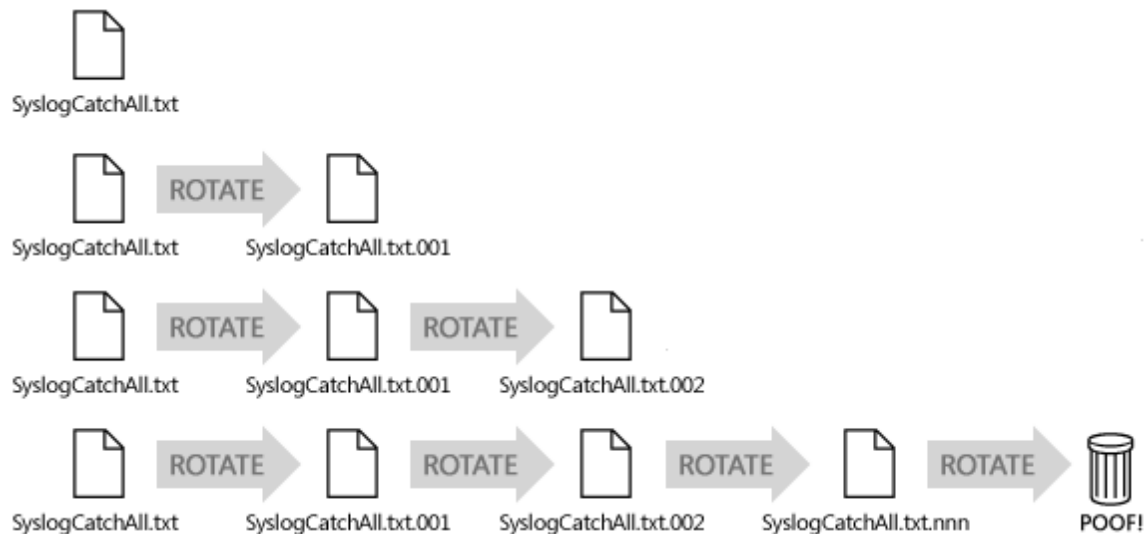 SyslogCatchAll.txt
ROTATE
SyslogCatchAll.txt SyslogCatchAll.txt.001
ROTATE ROTATE
SyslogCatchAll.txt SyslogCatchAll.txt.001 SyslogCatchAll.txt.002
ROTATE ROTATE ROTATE ROTATE
SyslogCatchAll.txt SyslogCatchAll.txt.001 SyslogCatchAll.txt.002 SyslogCatchAll.txt.nnn POOF!